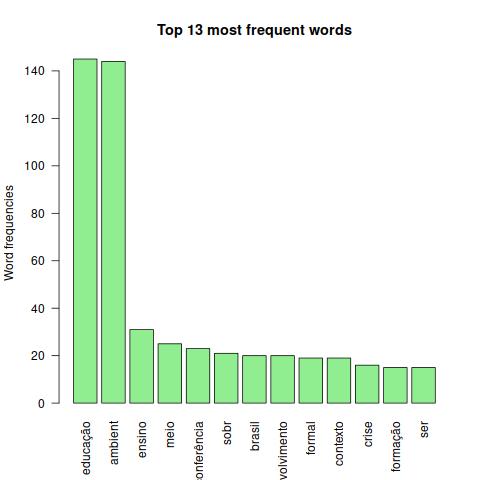 Top 13 most frequent words
Word frequencies
140
120
100
80
60
40
20
0
educação
ambient
ensino
meio
onferência
sobr
brasil
volvimento
formal
contexto
crise
formação
ser